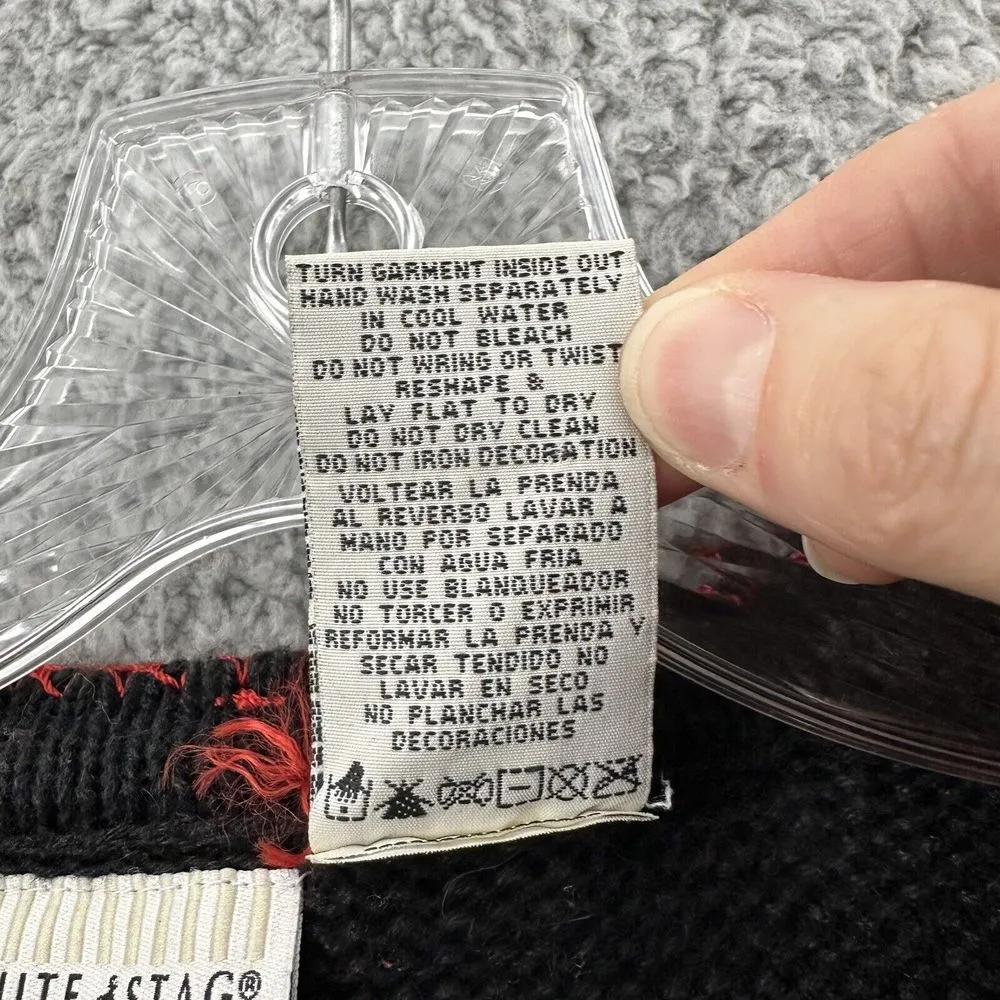 TURN GARMENT INSIDE OUT
HAND WASH SEPARATELY
IN COOL WATER
DO NOT BLEACH
DO NOT WRING OR TWIST
RESHAPE &
LAY FLAT TO DRY
DO NOT DRY CLEAN
DO NOT IRON DECORATION
VOLTEAR LA PRENDA
AL REVERSO LAVAR A
MANO POR SEPARADO
CON AGUA FRIA
NO USE BLANQUEADOR
NO TORCER O EXPRIMIR
REFORMAR LA PRENDA Y
SECAR TENDIDO NO
LAVAR EN SECO
NO PLANCHAR LAS
DECORACIONES
STAG®